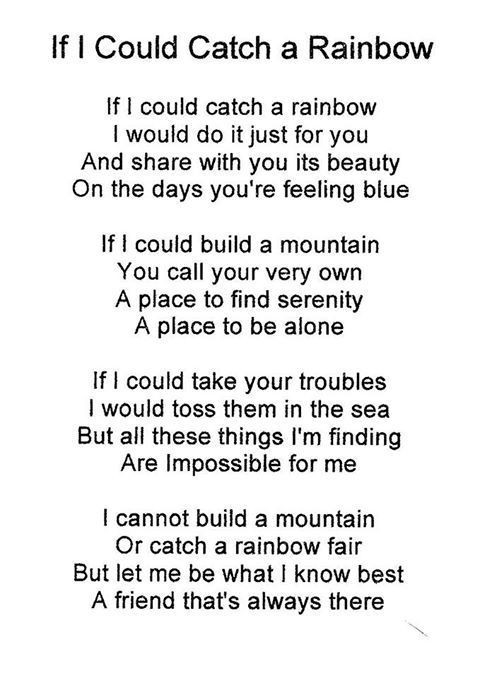 If I Could Catch a Rainbow
If I could catch a rainbow
I would do it just for you
And share with you its beauty
On the days you're feeling blue
If I could build a mountain
You call your very own
A place to find serenity
A place to be alone
If I could take your troubles
I would toss them in the sea
But all these things I'm finding
Are Impossible for me
I cannot build a mountain
Or catch a rainbow fair
But let me be what I know best
A friend that's always there